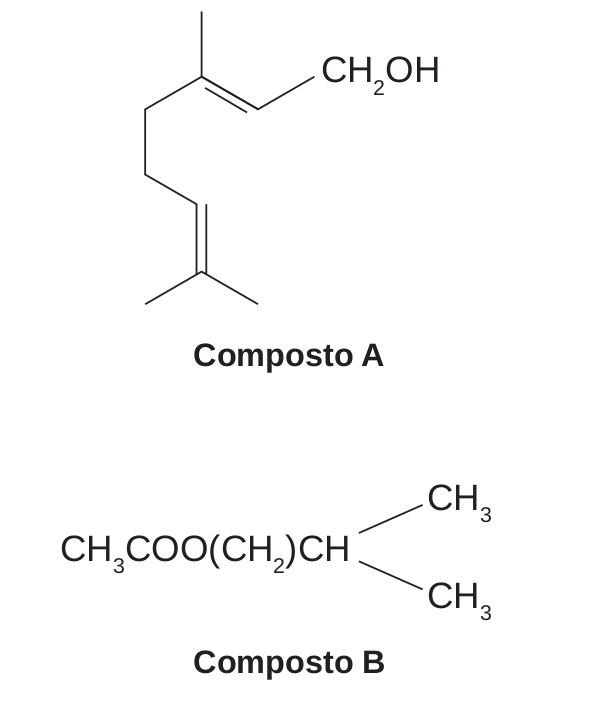 CH₂OH
Composto A
CH₃
CH₃COO(CH₂)CH
CH₃
Composto B